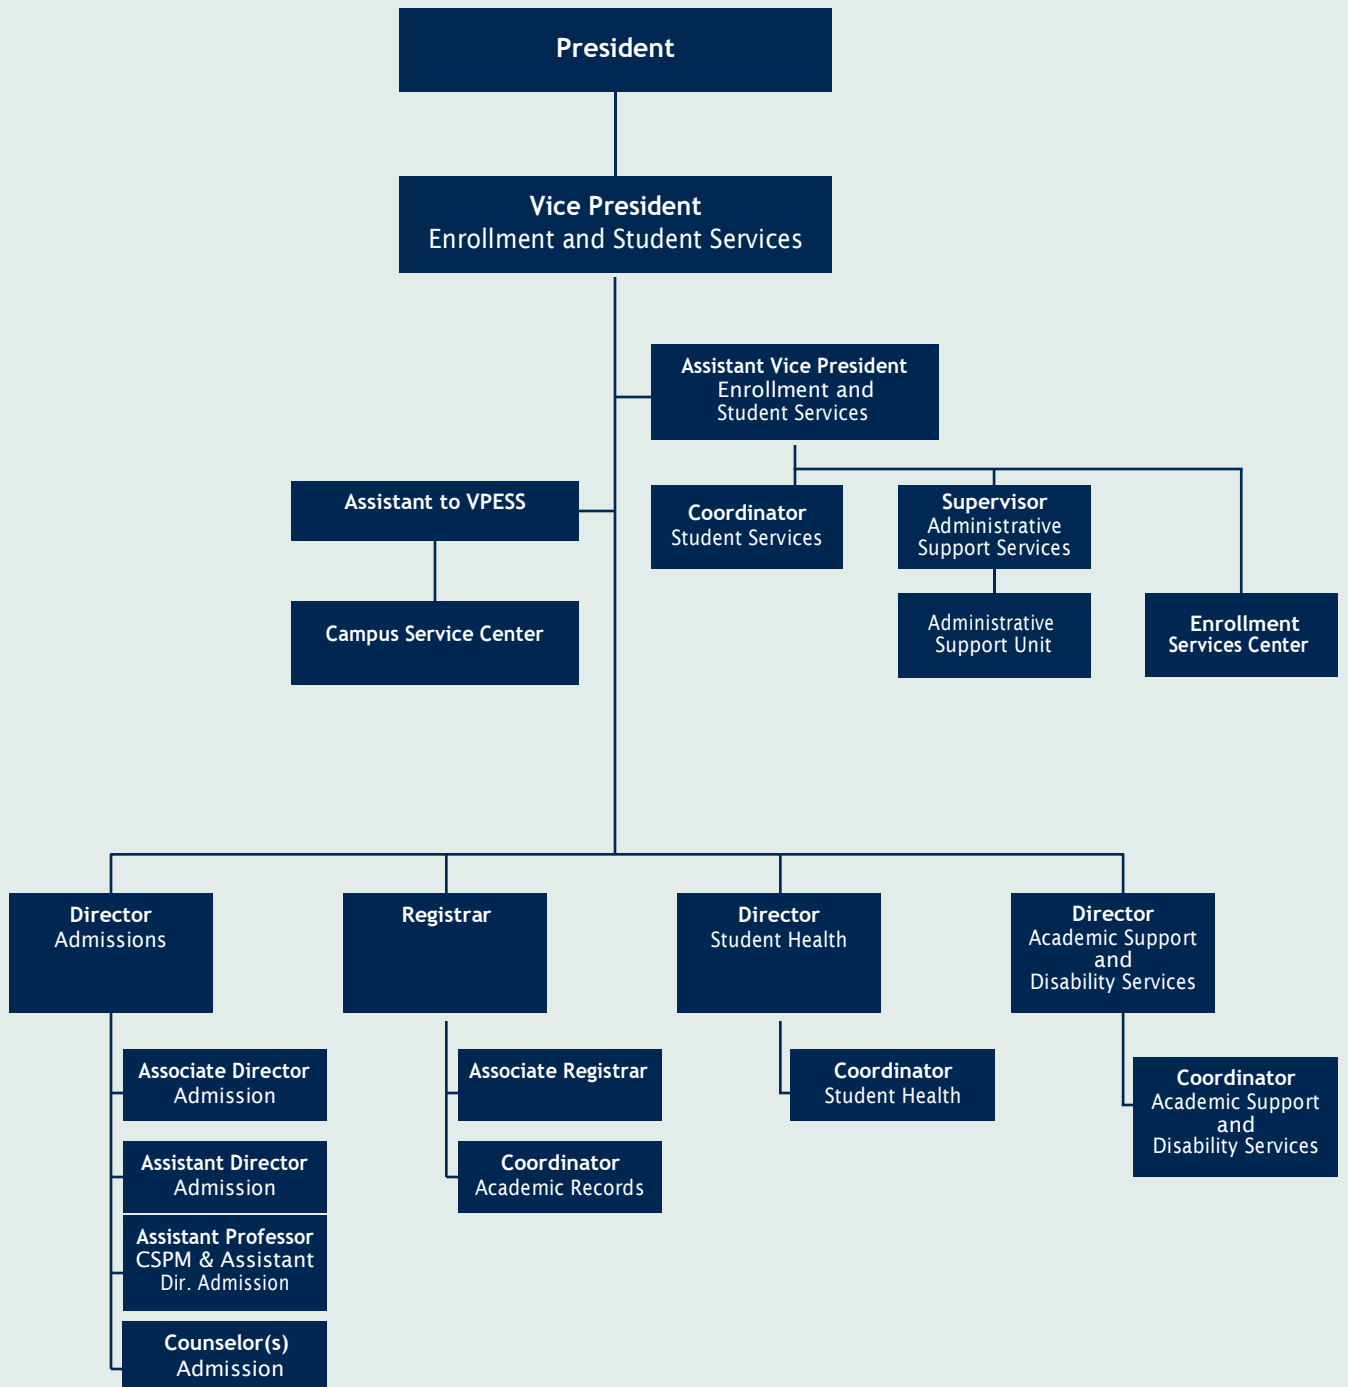 President
Vice President
Enrollment and Student Services
Assistant Vice President
Enrollment and
Student Services
Assistant to VPESS
Coordinator
Student Services
Supervisor
Administrative
Support Services
Campus Service Center
Administrative
Support Unit
Enrollment
Services Center
Director
Admissions
Registrar
Director
Student Health
Director
Academic Support
and
Disability Services
Associate Director
Admission
Associate Registrar
Coordinator
Student Health
Coordinator
Academic Support
and
Disability Services
Assistant Director
Admission
Coordinator
Academic Records
Assistant Professor
CSPM & Assistant
Dir. Admission
Counselor(s)
Admission